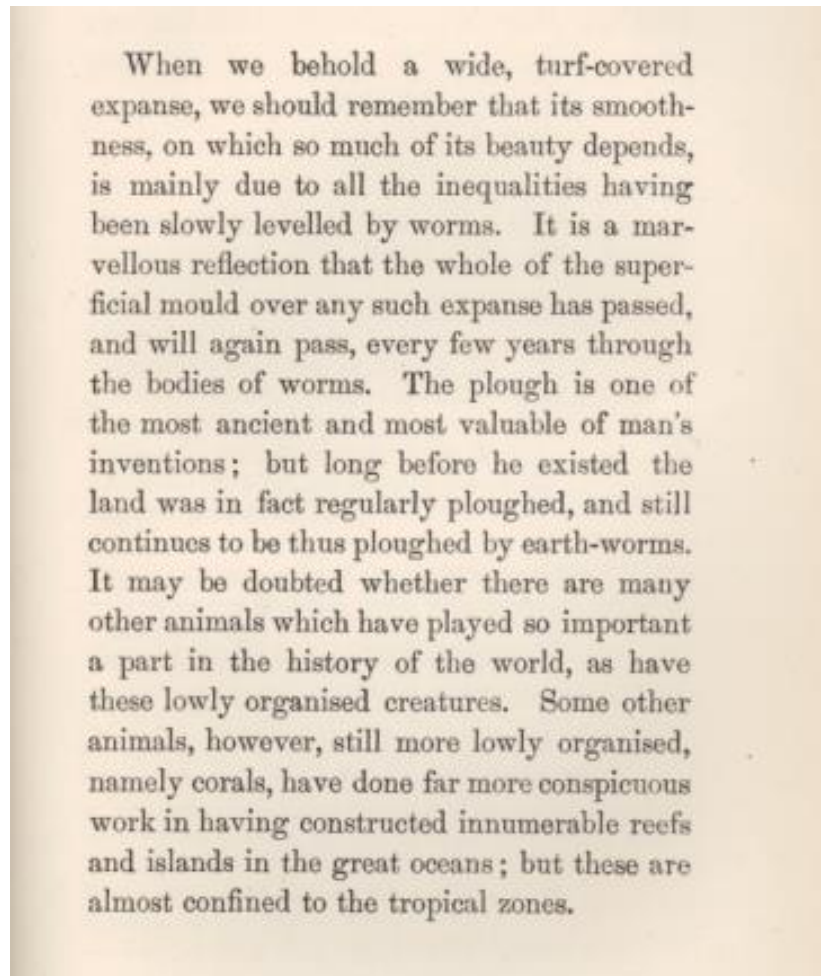 When we behold a wide, turf-covered
expanse, we should remember that its smooth-
ness, on which so much of its beauty depends,
is mainly due to all the inequalities having
been slowly levelled by worms. It is a mar-
vellous reflection that the whole of the super-
ficial mould over any such expanse has passed,
and will again pass, every few years through
the bodies of worms. The plough is one of
the most ancient and most valuable of man's
inventions; but long before he existed the
land was in fact regularly ploughed, and still
continues to be thus ploughed by earth-worms.
It may be doubted whether there are many
other animals which have played so important
a part in the history of the world, as have
these lowly organised creatures. Some other
animals, however, still more lowly organised,
namely corals, have done far more conspicuous
work in having constructed innumerable reefs
and islands in the great oceans; but these are
almost confined to the tropical zones.